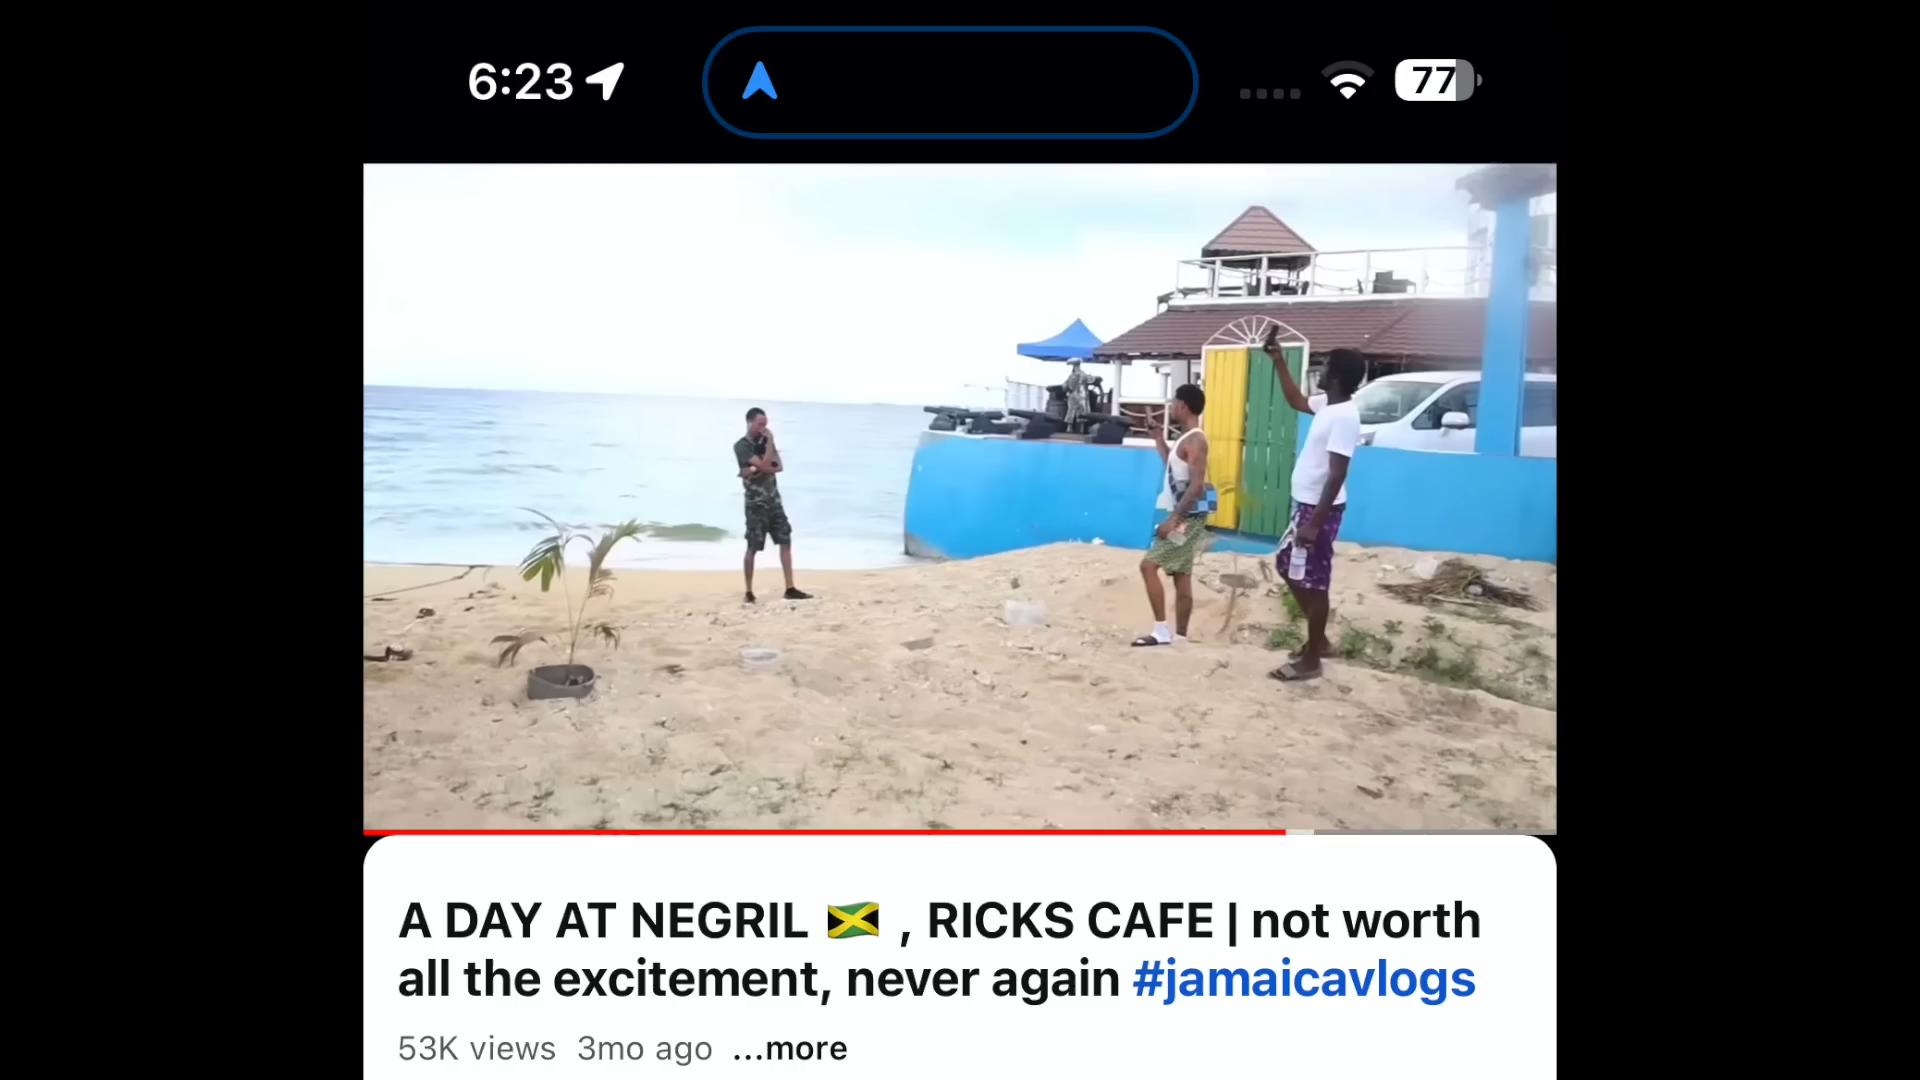 6:23
77
A DAY AT NEGRIL 🇯🇲 , RICKS CAFE | not worth
all the excitement, never again #jamaicavlogs
53K views 3mo ago ...more